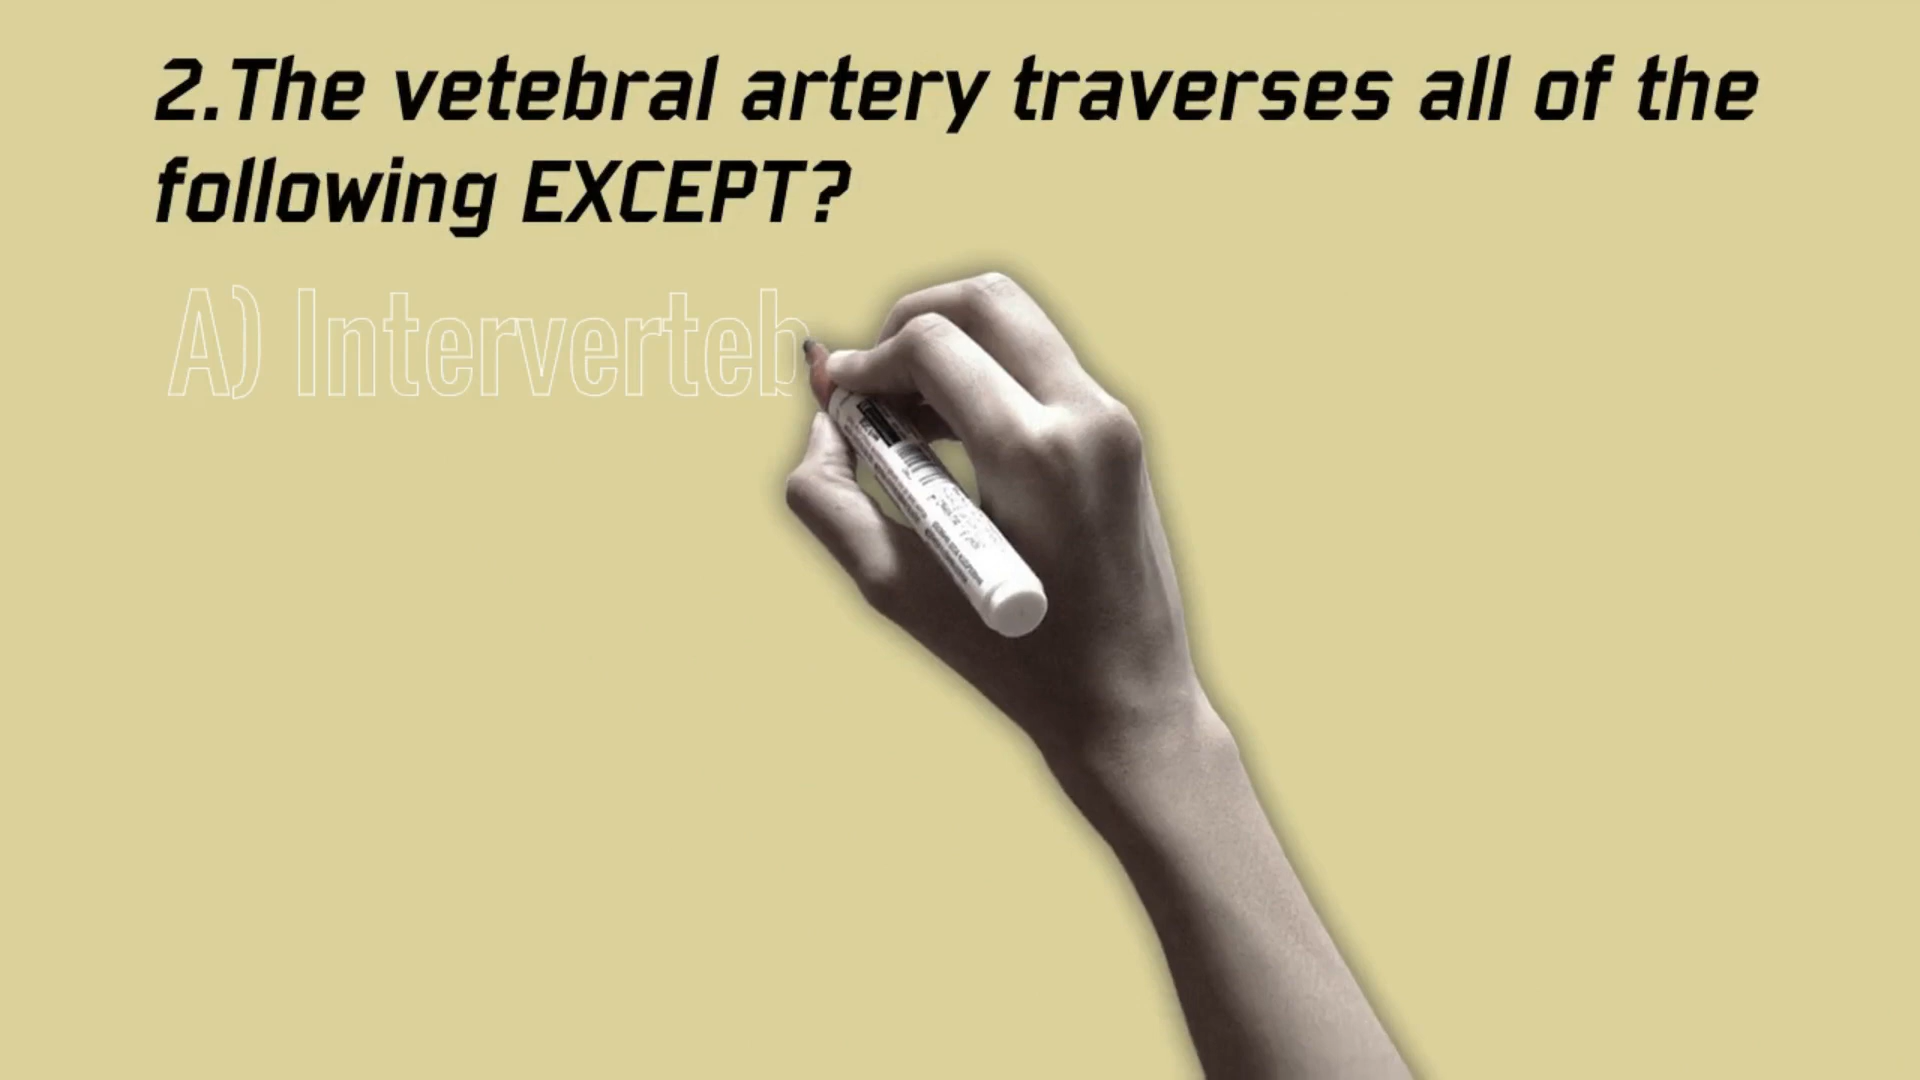 2.The vetebral artery traverses all of the
following EXCEPT?
A) Interverteb